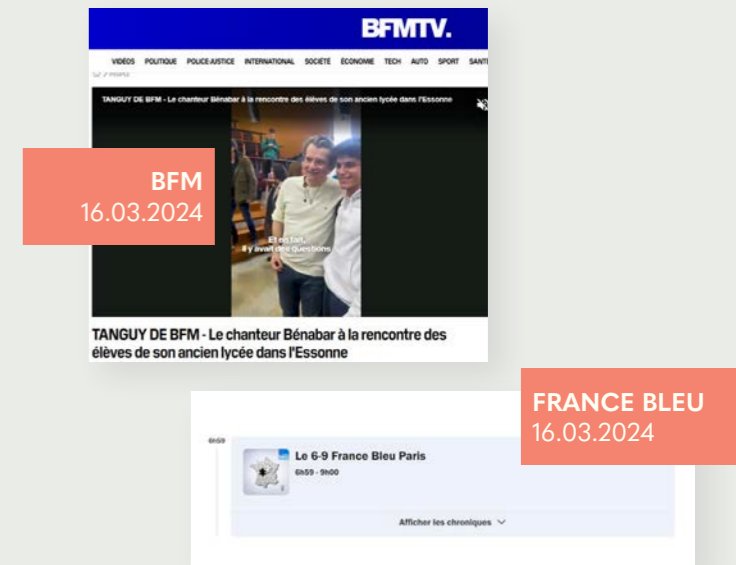 BFMTV.
VIDÉOS POLITIQUE POLICE-JUSTICE INTERNATIONAL SOCIÉTÉ ÉCONOMIE TECH AUTO SPORT SANTÉ
TANGUY DE BFM - Le chanteur Bénabar à la rencontre des élèves de son ancien lycée dans l'Essonne
BFM
16.03.2024
Et en fait,
il y avait des questions
TANGUY DE BFM - Le chanteur Bénabar à la rencontre des
élèves de son ancien lycée dans l'Essonne
FRANCE BLEU
16.03.2024
6h59
Le 6-9 France Bleu Paris
6h59 - 9h00
Afficher les chroniques